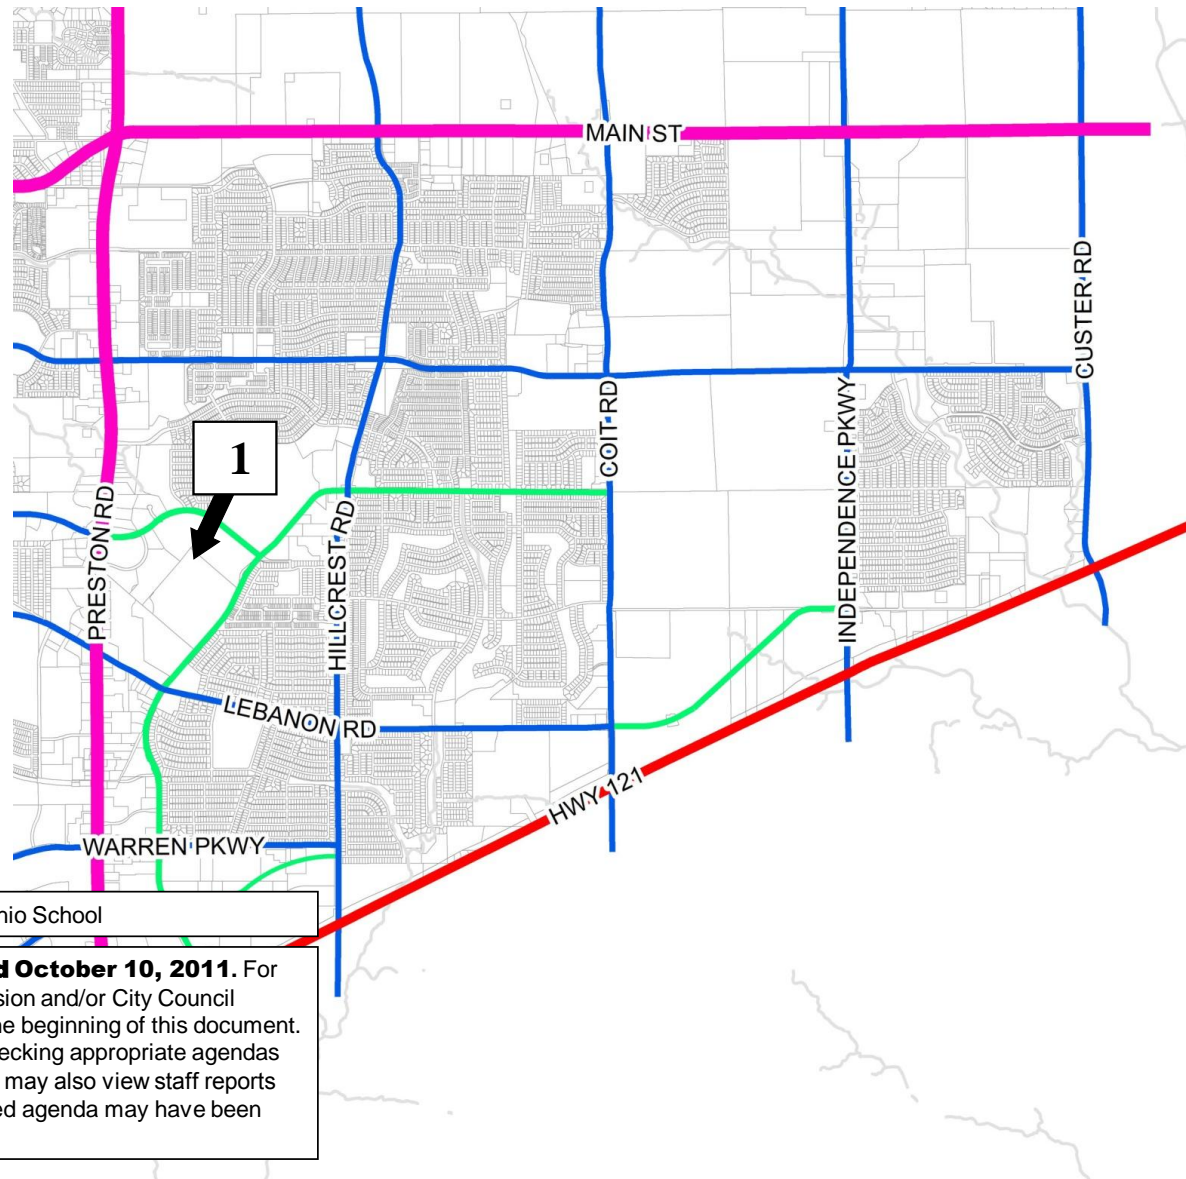 MAIN ST
CUSTER RD
COIT RD
INDEPENDENCE PKWY
1
PRESTON RD
HILLCREST RD
LEBANON RD
HWY 121
WARREN PKWY
nio School
d October 10, 2011. For
sion and/or City Council
ne beginning of this document.
ecking appropriate agendas
may also view staff reports
ed agenda may have been